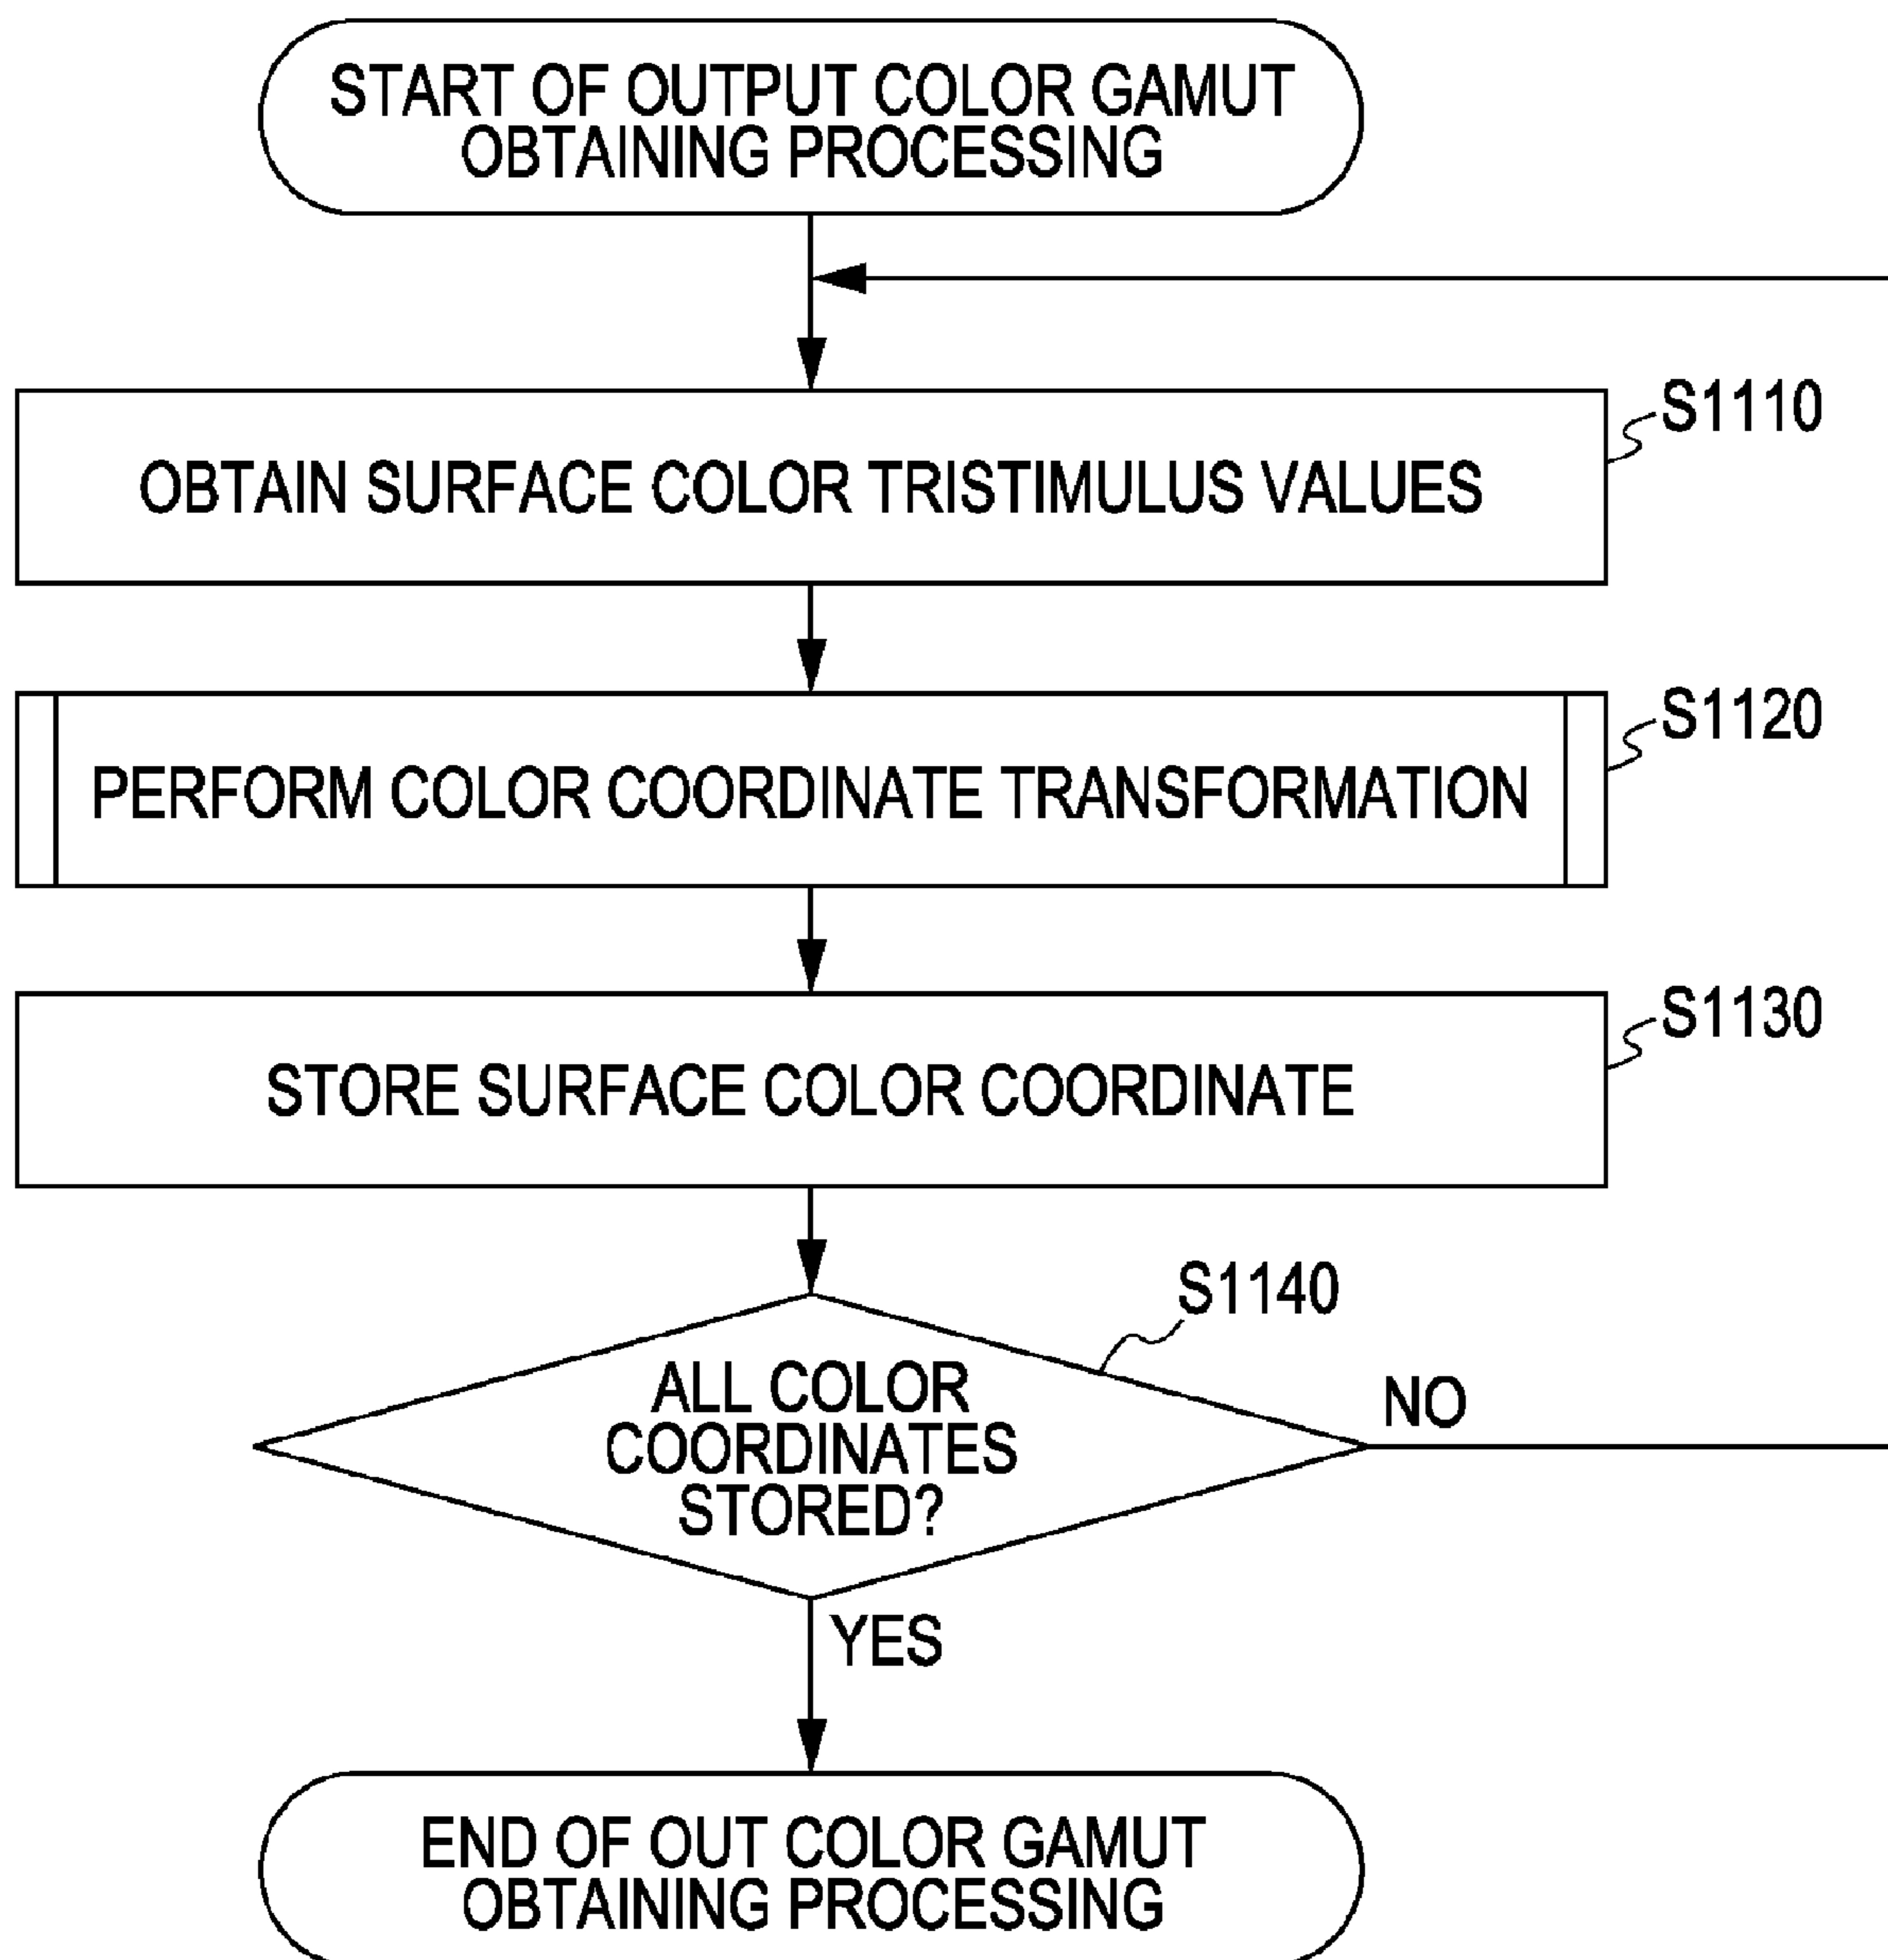 START OF OUTPUT COLOR GAMUT
OBTAINING PROCESSING
S1110
OBTAIN SURFACE COLOR TRISTIMULUS VALUES
S1120
PERFORM COLOR COORDINATE TRANSFORMATION
S1130
STORE SURFACE COLOR COORDINATE
S1140
ALL COLOR
COORDINATES
STORED?
NO
YES
END OF OUT COLOR GAMUT
OBTAINING PROCESSING